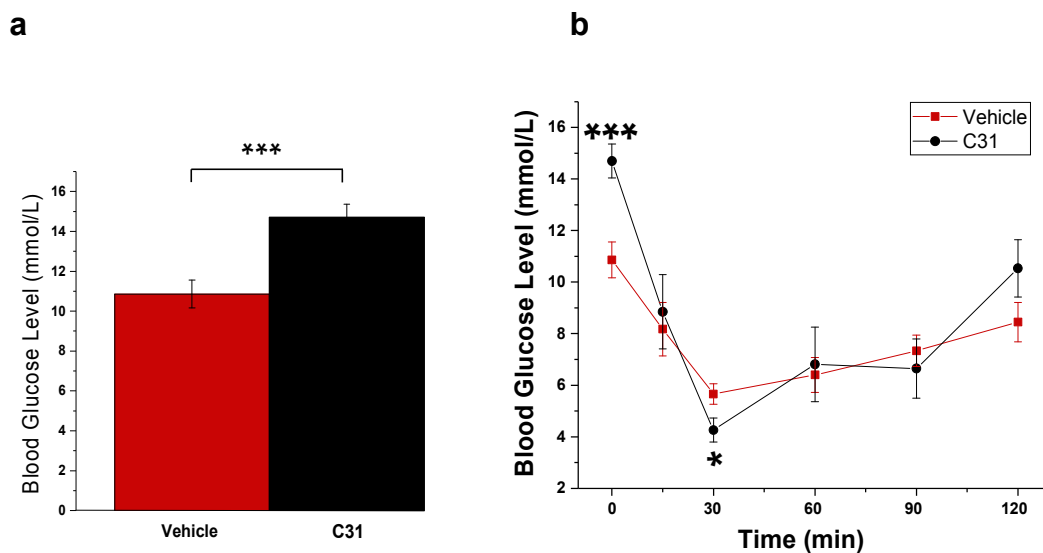 a
***
Blood Glucose Level (mmol/L)
16
14
12
10
8
6
4
2
0
Vehicle
C31
b
Blood Glucose Level (mmol/L)
16
14
12
10
8
6
4
2
***
*
Vehicle
C31
0
30
60
90
120
Time (min)